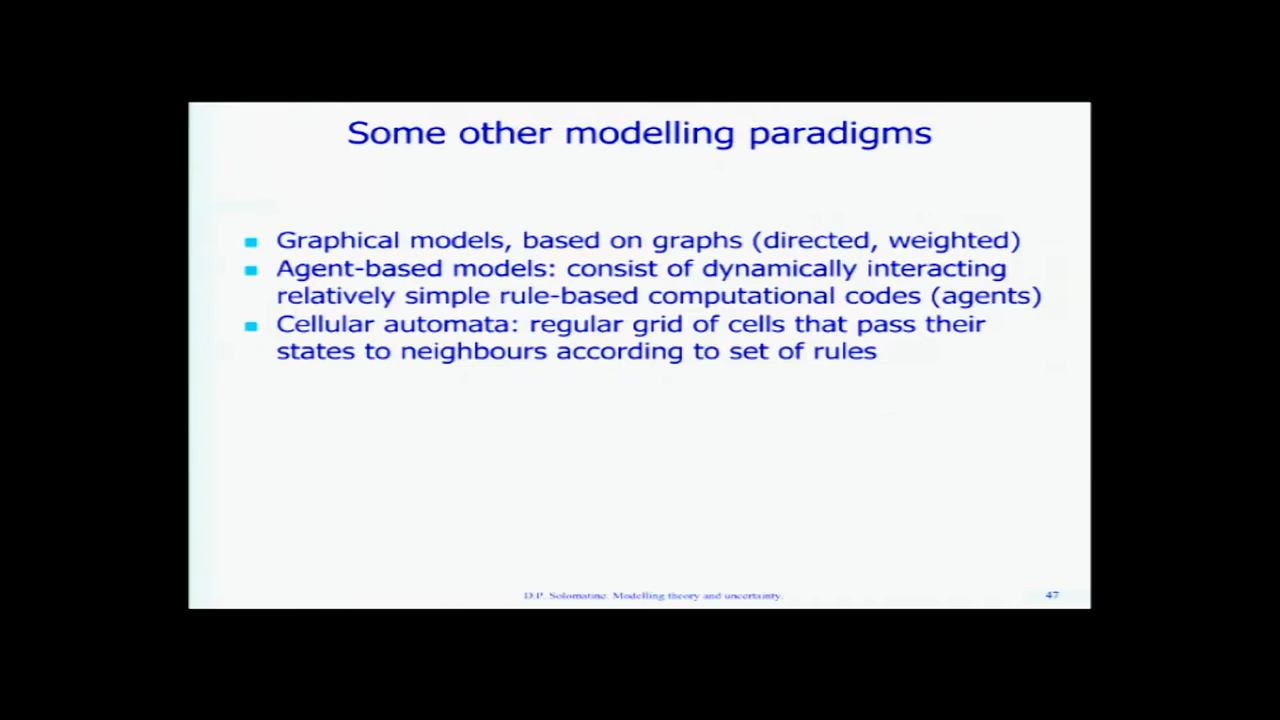 Some other modelling paradigms
Graphical models, based on graphs (directed, weighted)
Agent-based models: consist of dynamically interacting
relatively simple rule-based computational codes (agents)
Cellular automata: regular grid of cells that pass their
states to neighbours according to set of rules
D.P. Solomatine. Modelling theory and uncertainty.
47